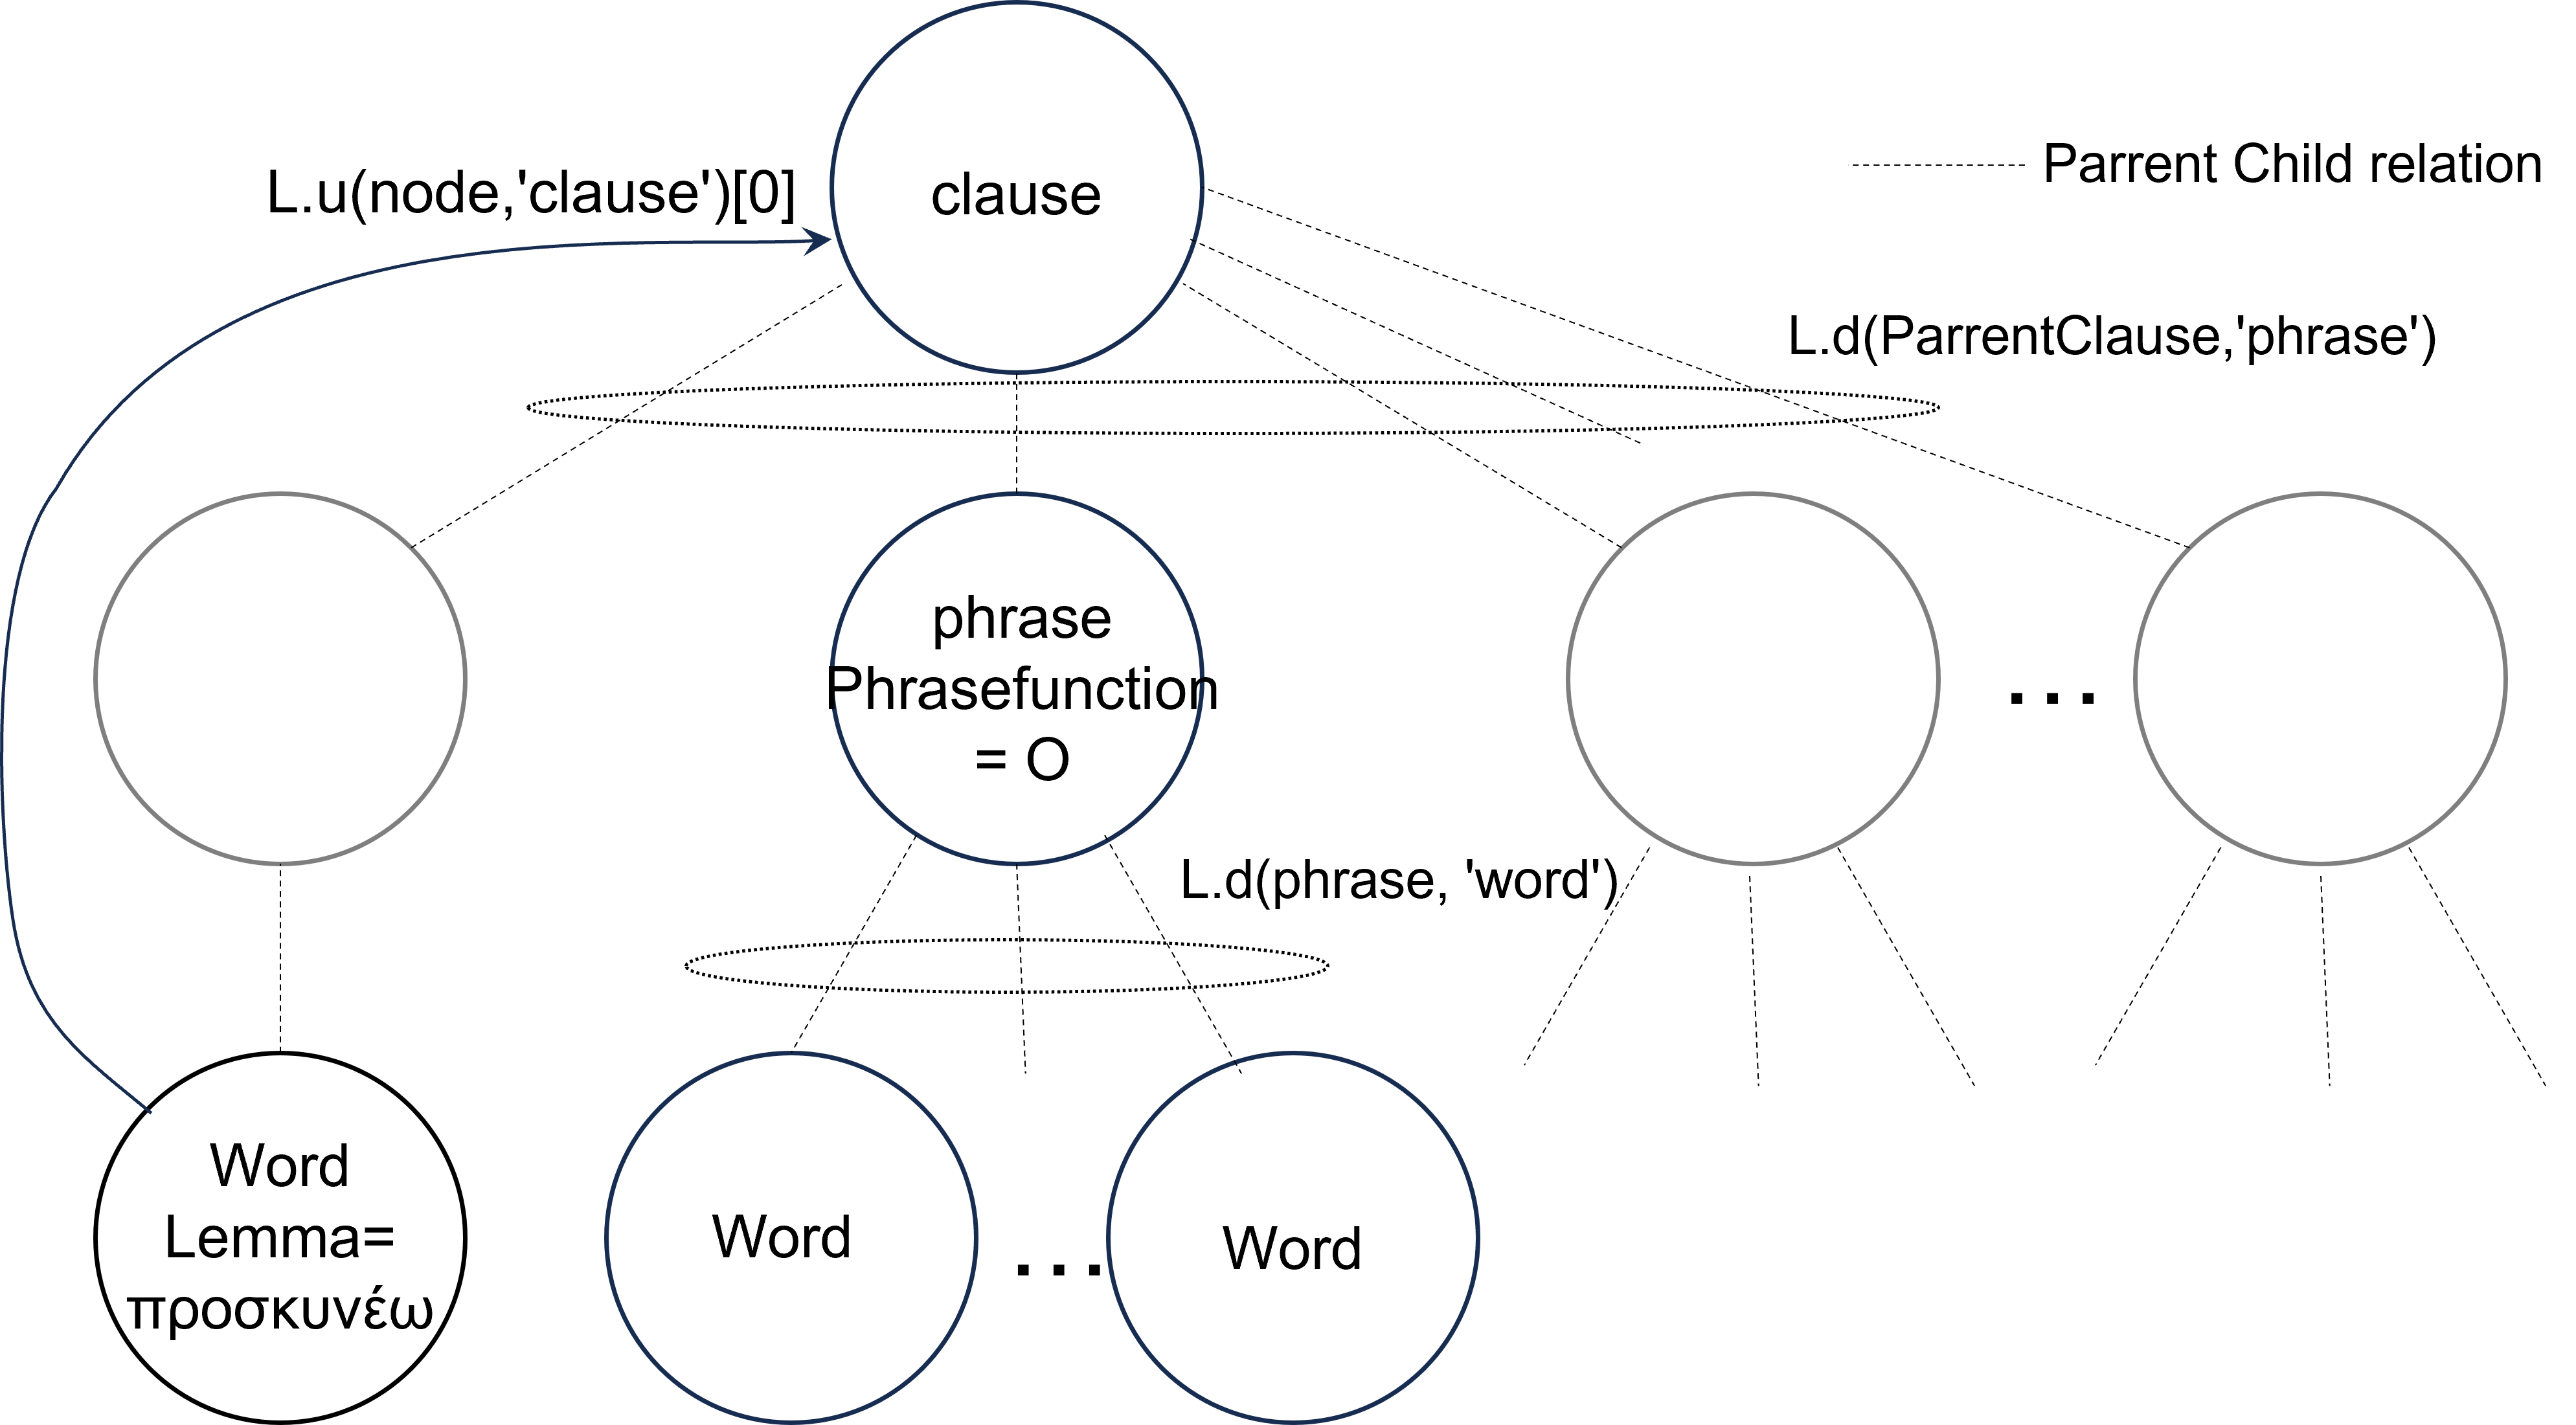 Parrent Child relation
L.u(node,'clause')[0]
clause
L.d(ParrentClause,'phrase')
phrase
Phrasefunction
= O
...
L.d(phrase, 'word')
Word
Lemma=
προσκυνέω
Word
...
Word